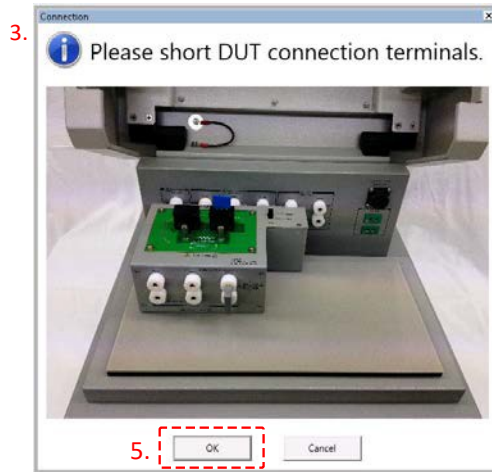 Connection
3.
Please short DUT connection terminals.
5.
OK
Cancel